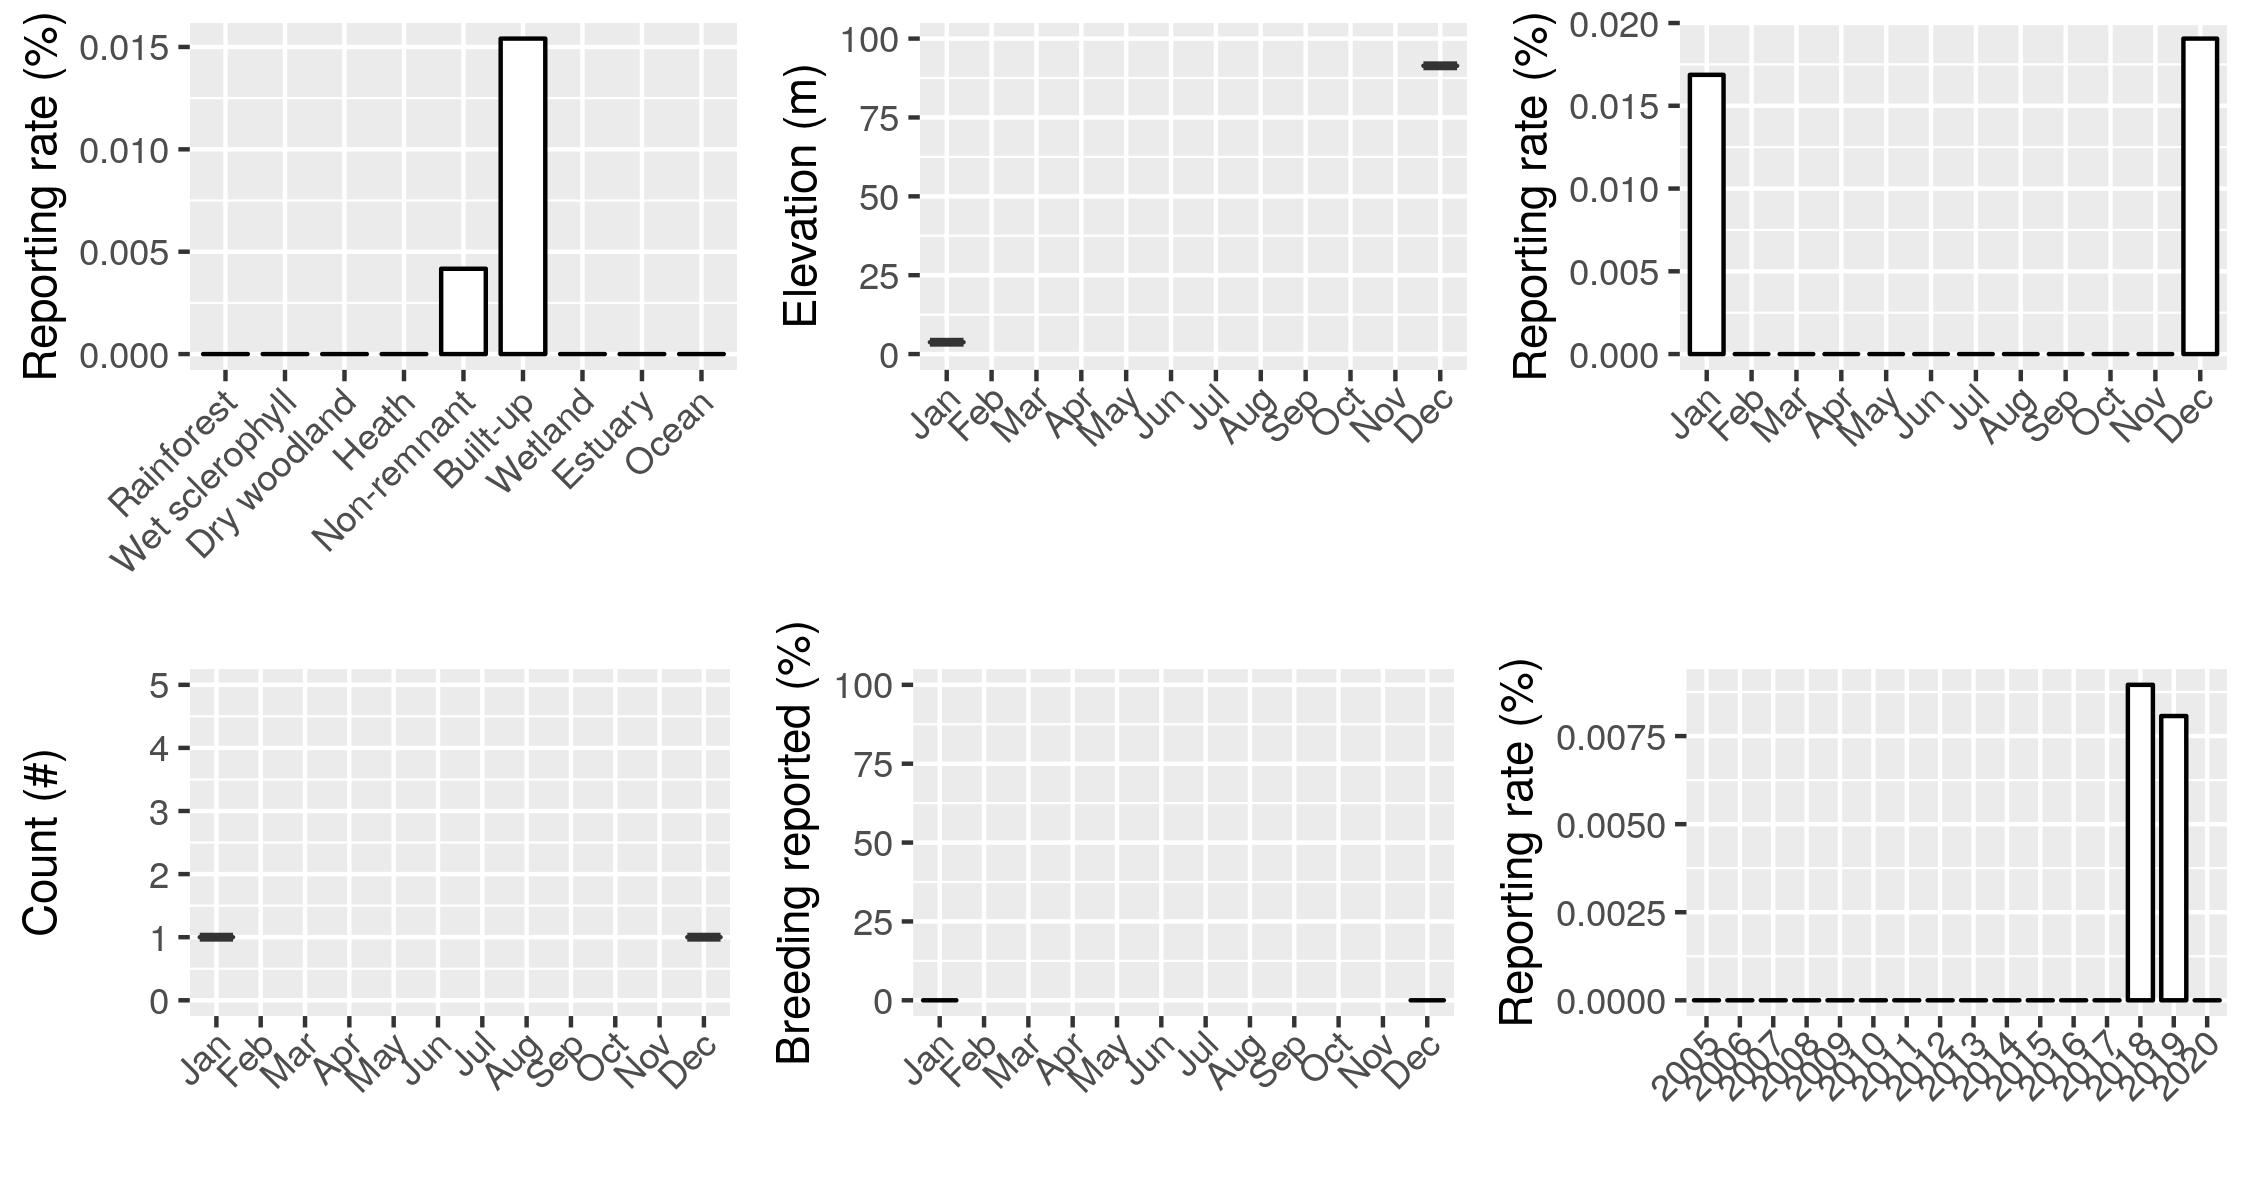 Reporting rate (%)
0.015
0.010
0.005
0.000
Rainforest
Wet sclerophyll
Dry woodland
Heath
Non-remnant
Built-up
Wetland
Estuary
Ocean
Elevation (m)
100
75
50
25
0
Jan
Feb
Mar
Apr
May
Jun
Jul
Aug
Sep
Oct
Nov
Dec
Reporting rate (%)
0.020
0.015
0.010
0.005
0.000
Jan
Feb
Mar
Apr
May
Jun
Jul
Aug
Sep
Oct
Nov
Dec
Count (#)
5
4
3
2
1
0
Jan
Feb
Mar
Apr
May
Jun
Jul
Aug
Sep
Oct
Nov
Dec
Breeding reported (%)
100
75
50
25
0
Jan
Feb
Mar
Apr
May
Jun
Jul
Aug
Sep
Oct
Nov
Dec
Reporting rate (%)
0.0075
0.0050
0.0025
0.0000
2005
2006
2007
2008
2009
2010
2011
2012
2013
2014
2015
2016
2017
2018
2019
2020